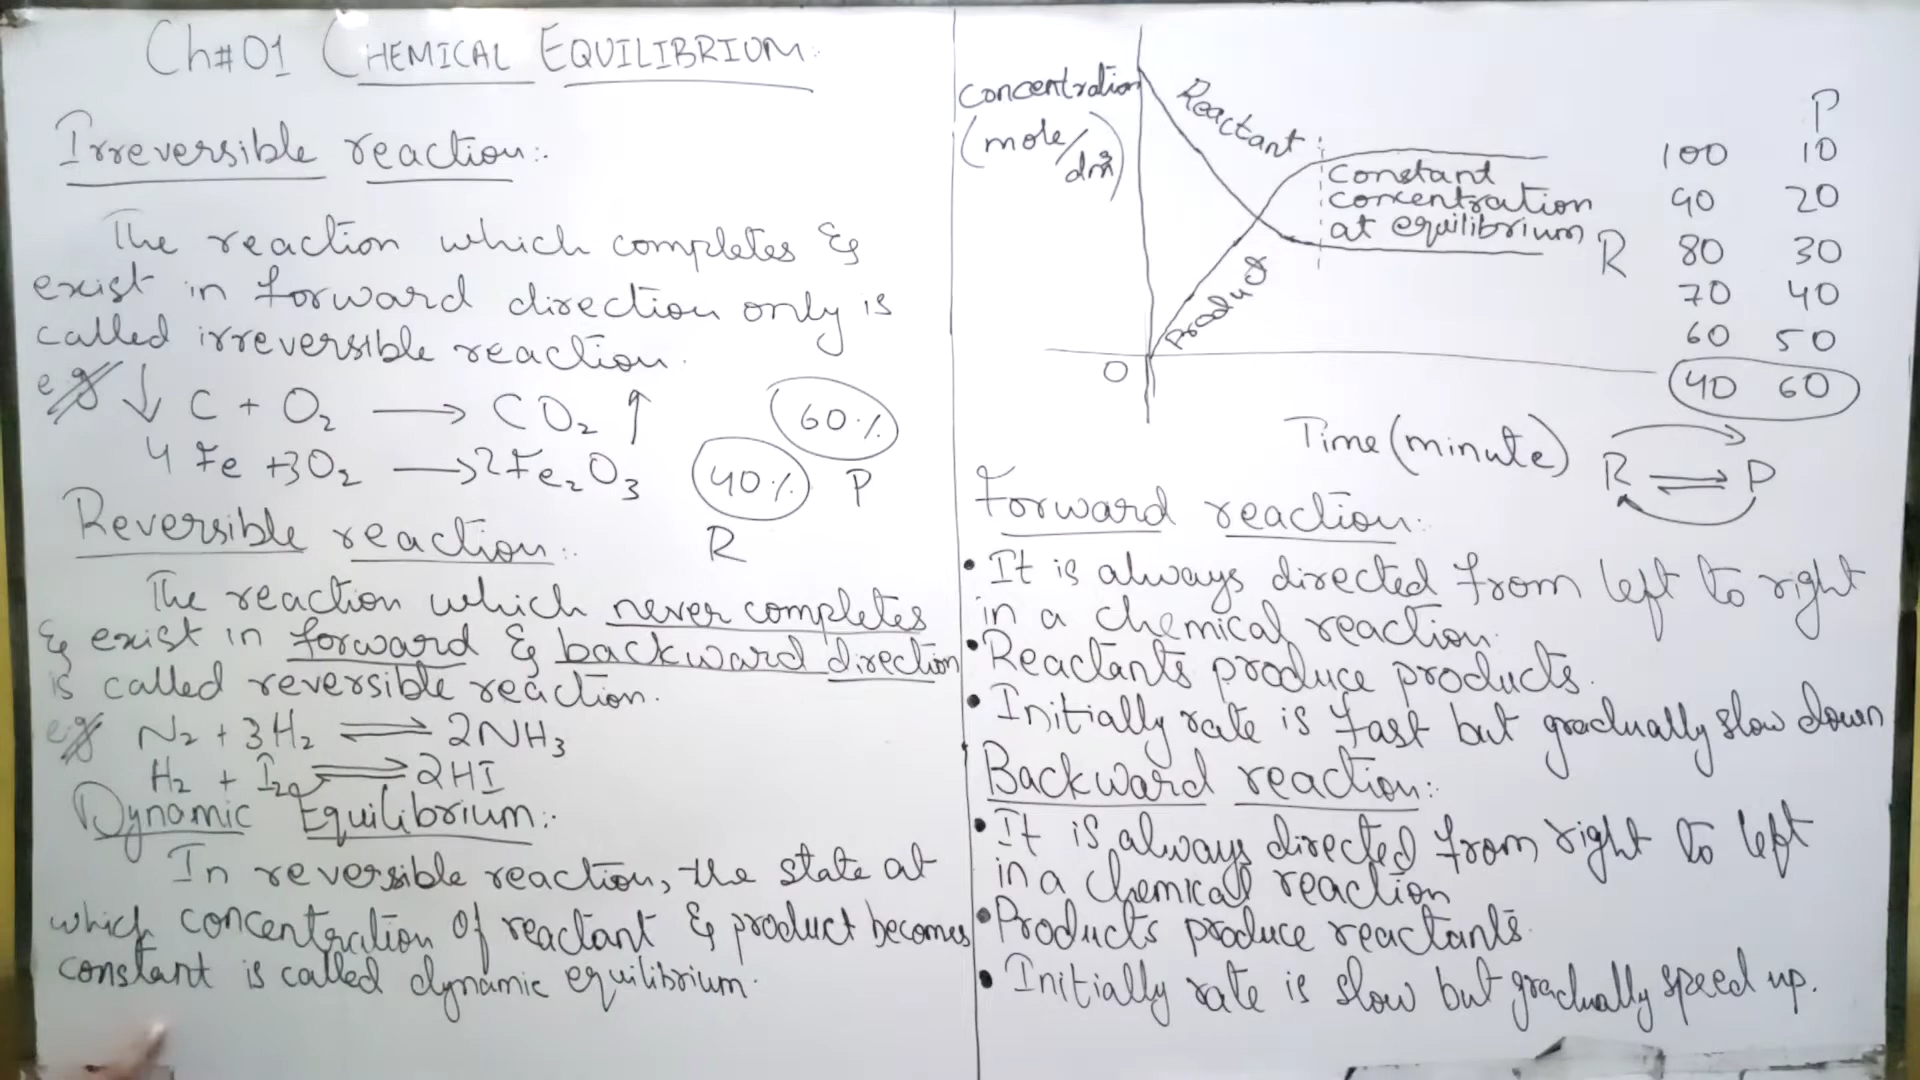 Ch#01 CHEMICAL EQUILIBRIUM:
Irreversible reaction:
The reaction which completes &
exist in forward direction only is
called irreversible reaction.
eg ↓ C + O₂ → CO₂ ↑
4 Fe + 3O₂ → 2Fe₂O₃
60%
P
40%
R
Reversible reaction:
The reaction which never completes
& exist in forward & backward direction
is called reversible reaction.
eg N₂ + 3H₂ ⇌ 2NH₃
H₂ + I₂ ⇌ 2HI
Dynamic Equilibrium:
In reversible reaction, the state at
which concentration of reactant & product becomes
constant is called dynamic equilibrium.
Concentration
(mole/dm³)
Reactant
Product
Constant
concentration
at equilibrium
0
Time (minute)
P
100 10
90 20
R 80 30
70 40
60 50
40 60
R ⇌ P
Forward reaction:
• It is always directed from left to right
in a chemical reaction.
• Reactants produce products.
• Initially rate is fast but gradually slow down
Backward reaction:
• It is always directed from right to left
in a chemical reaction
• Products produce reactants.
• Initially rate is slow but gradually speed up.